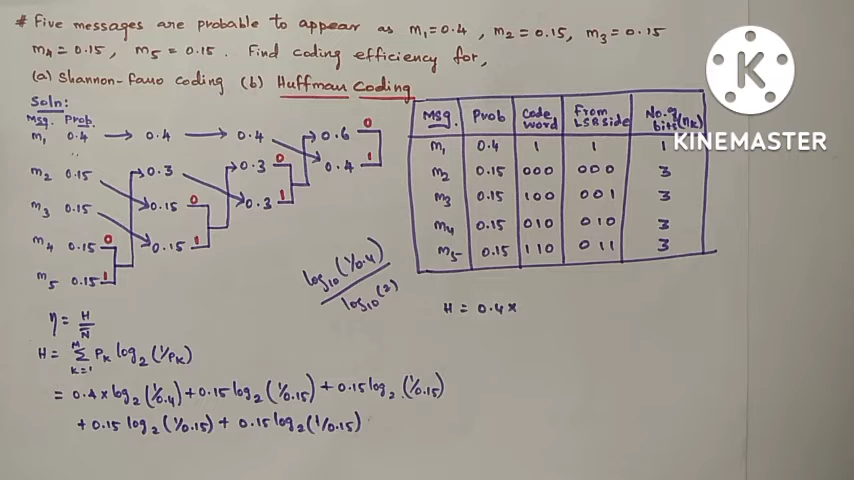 # Five messages are probable to appear as m₁=0.4, m₂=0.15, m₃=0.15
m₄=0.15, m₅=0.15. Find coding efficiency for,
(a) Shannon-Fano coding (b) Huffman Coding
Soln:
Msg. Prob.
m₁ 0.4 → 0.4 → 0.4 0.6 0
0.4 1
m₂ 0.15 0.3 0.3 0
m₃ 0.15 0.15 0 0.3 1
m₄ 0.15 0 0.15 1
m₅ 0.15 1
Msg. Prob Code word From LSB side No. of bits (nₖ)
m₁ 0.4 1 1 1
m₂ 0.15 000 000 3
m₃ 0.15 100 001 3
m₄ 0.15 010 010 3
m₅ 0.15 110 011 3
K
KINEMASTER
log₁₀(1/0.4)
log₁₀(2)
H = 0.4 ×
η = H/N̅
H = Σ Pₖ log₂(1/Pₖ)
M
k=1
= 0.4 × log₂(1/0.4) + 0.15 log₂(1/0.15) + 0.15 log₂(1/0.15)
+ 0.15 log₂(1/0.15) + 0.15 log₂(1/0.15)